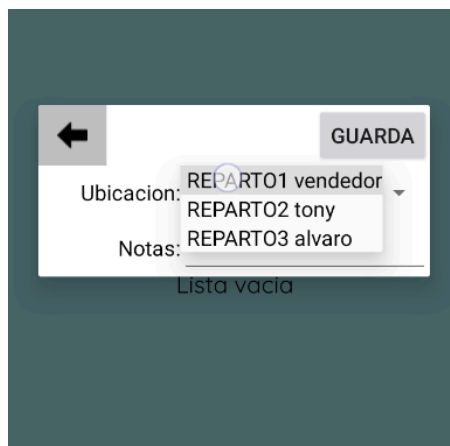 GUARDA
Ubicacion:
REPARTO1 vendedor
REPARTO2 tony
REPARTO3 alvaro
Notas:
Lista vacia